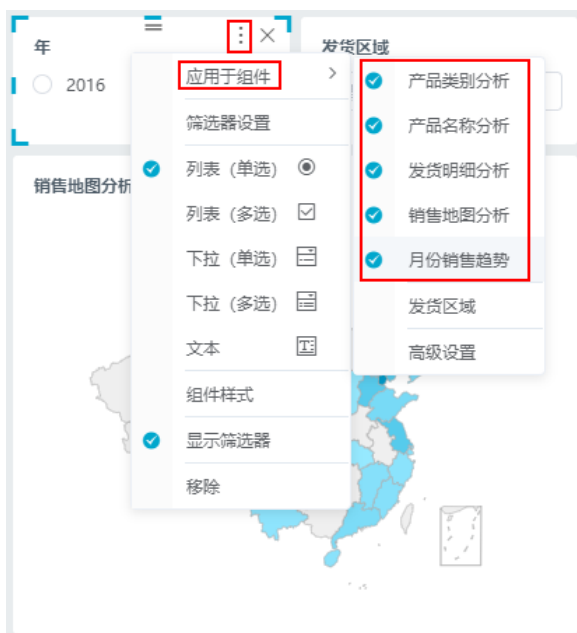 年
发货区域
2016
应用于组件
产品类别分析
筛选器设置
产品名称分析
列表（单选）
发货明细分析
销售地图分析
列表（多选）
销售地图分析
下拉（单选）
月份销售趋势
下拉（多选）
发货区域
文本
高级设置
组件样式
显示筛选器
移除